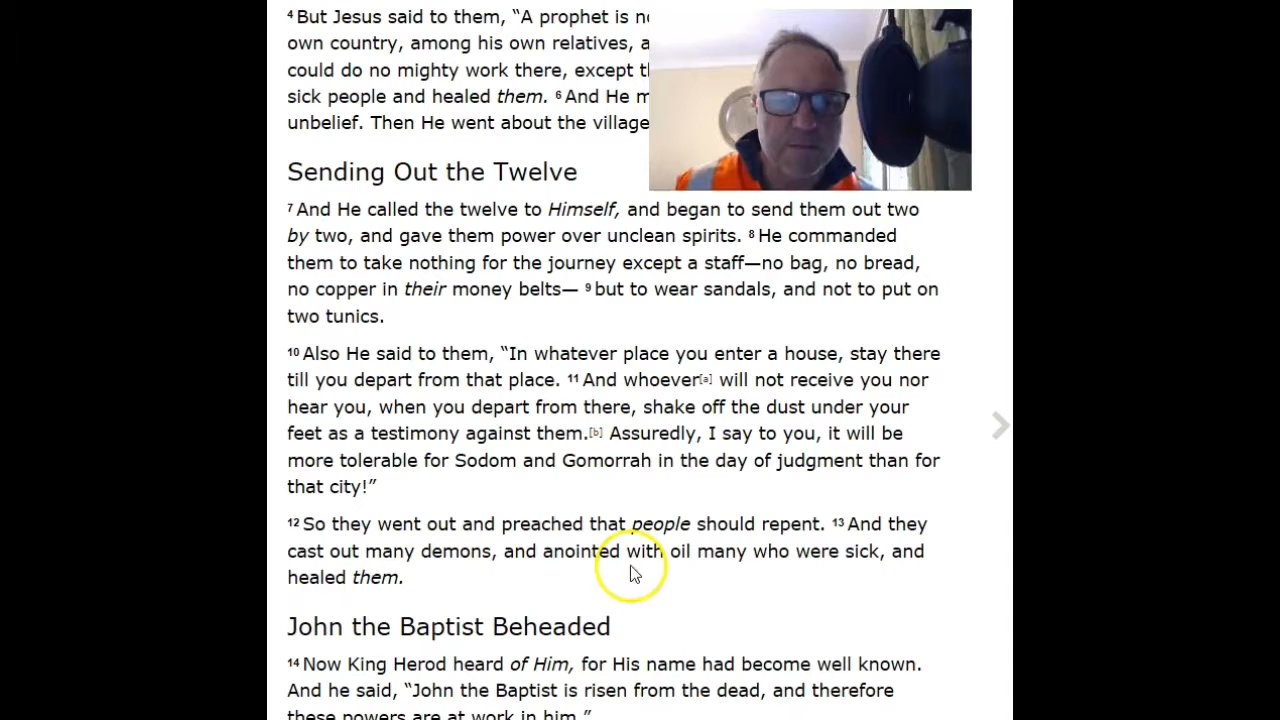 4 But Jesus said to them, “A prophet is
own country, among his own relatives,
could do no mighty work there, except
sick people and healed them. 6 And He
unbelief. Then He went about the village
Sending Out the Twelve
7 And He called the twelve to Himself, and began to send them out two
by two, and gave them power over unclean spirits. 8 He commanded
them to take nothing for the journey except a staff—no bag, no bread,
no copper in their money belts— 9 but to wear sandals, and not to put on
two tunics.
10 Also He said to them, “In whatever place you enter a house, stay there
till you depart from that place. 11 And whoever[a] will not receive you nor
hear you, when you depart from there, shake off the dust under your
feet as a testimony against them.[b] Assuredly, I say to you, it will be
more tolerable for Sodom and Gomorrah in the day of judgment than for
that city!”
12 So they went out and preached that people should repent. 13 And they
cast out many demons, and anointed with oil many who were sick, and
healed them.
John the Baptist Beheaded
14 Now King Herod heard of Him, for His name had become well known.
And he said, “John the Baptist is risen from the dead, and therefore
these powers are at work in him.”